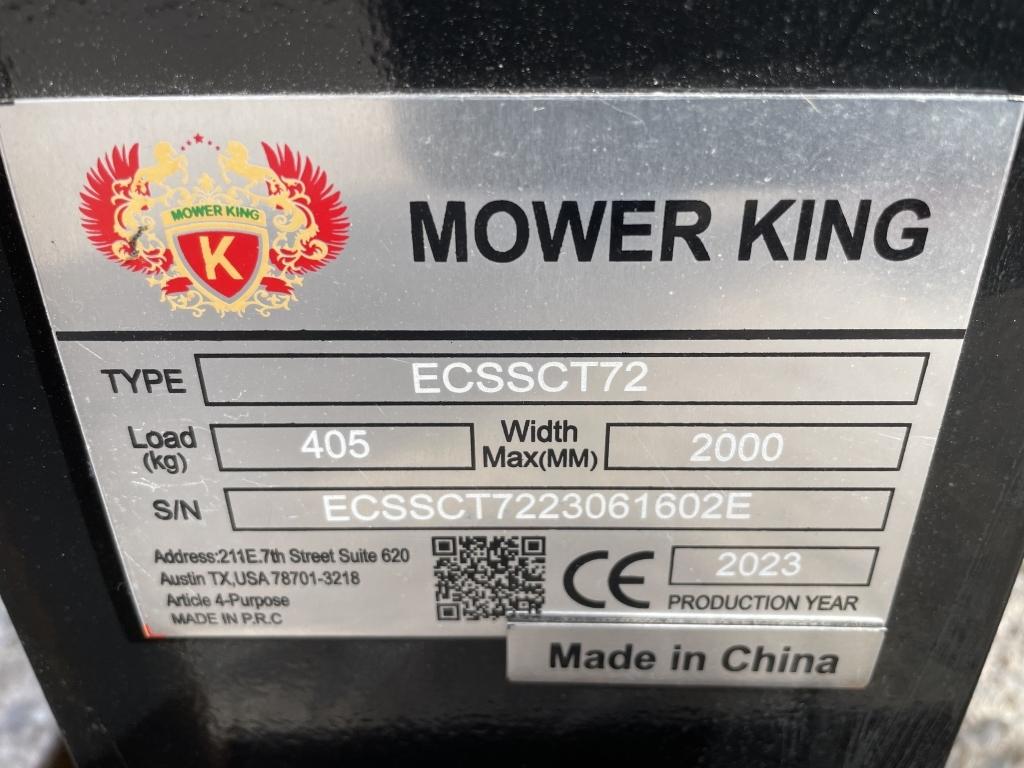 MOWER KING
K
MOWER KING
TYPE ECSSCT72
Load (kg) 405 Width Max(MM) 2000
S/N ECSSCT7223061602E
Address:211E.7th Street Suite 620
Austin TX,USA 78701-3218
Article 4-Purpose
MADE IN P.R.C
CE
2023
PRODUCTION YEAR
Made in China